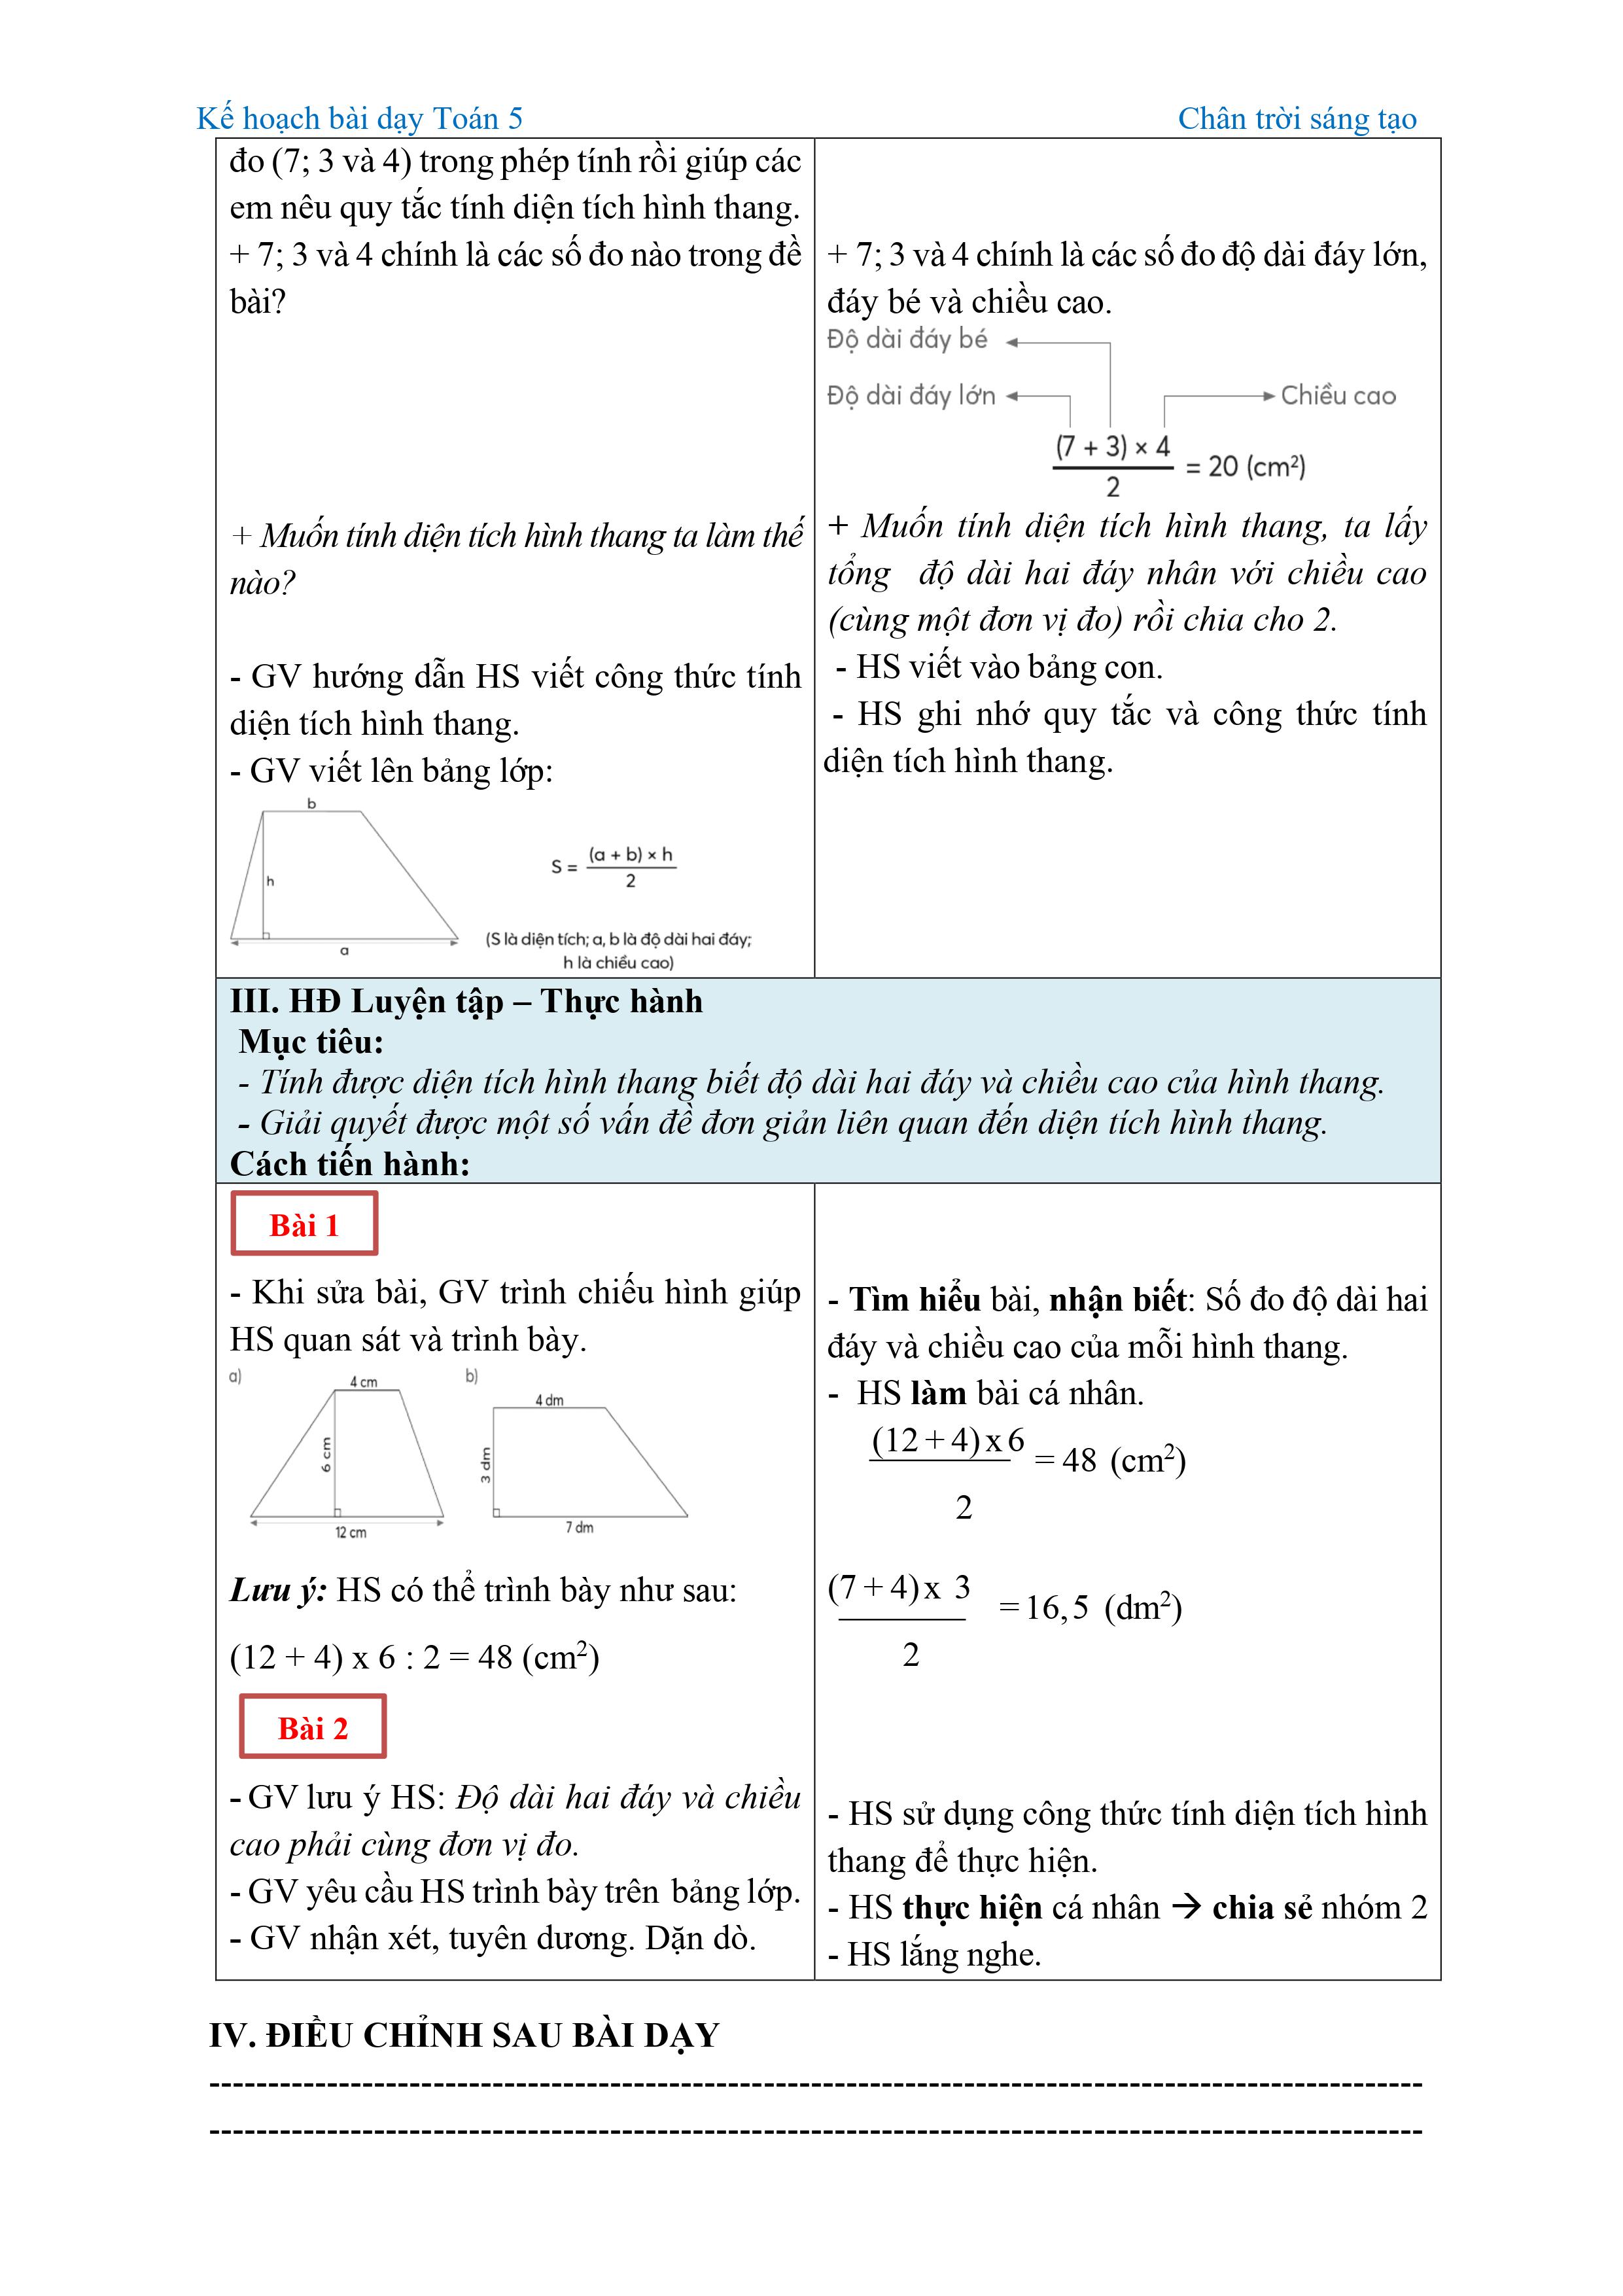 Kế hoạch bài dạy Toán 5 Chân trời sáng tạo
đo (7; 3 và 4) trong phép tính rồi giúp các
em nêu quy tắc tính diện tích hình thang.
+ 7; 3 và 4 chính là các số đo nào trong đề
bài?
+ Muốn tính diện tích hình thang ta làm thế
nào?
- GV hướng dẫn HS viết công thức tính
diện tích hình thang.
- GV viết lên bảng lớp:
b
h
a
S = (a + b) × h
2
(S là diện tích; a, b là độ dài hai đáy;
h là chiều cao)
+ 7; 3 và 4 chính là các số đo độ dài đáy lớn,
đáy bé và chiều cao.
Độ dài đáy bé
Độ dài đáy lớn Chiều cao
(7 + 3) × 4
= 20 (cm²)
2
+ Muốn tính diện tích hình thang, ta lấy
tổng độ dài hai đáy nhân với chiều cao
(cùng một đơn vị đo) rồi chia cho 2.
- HS viết vào bảng con.
- HS ghi nhớ quy tắc và công thức tính
diện tích hình thang.
III. HĐ Luyện tập – Thực hành
Mục tiêu:
- Tính được diện tích hình thang biết độ dài hai đáy và chiều cao của hình thang.
- Giải quyết được một số vấn đề đơn giản liên quan đến diện tích hình thang.
Cách tiến hành:
Bài 1
- Khi sửa bài, GV trình chiếu hình giúp
HS quan sát và trình bày.
a) 4 cm
6 cm
12 cm
b) 4 dm
3 dm
7 dm
Lưu ý: HS có thể trình bày như sau:
(12 + 4) x 6 : 2 = 48 (cm²)
Bài 2
- GV lưu ý HS: Độ dài hai đáy và chiều
cao phải cùng đơn vị đo.
- GV yêu cầu HS trình bày trên bảng lớp.
- GV nhận xét, tuyên dương. Dặn dò.
- Tìm hiểu bài, nhận biết: Số đo độ dài hai
đáy và chiều cao của mỗi hình thang.
- HS làm bài cá nhân.
(12 + 4) x 6
= 48 (cm²)
2
(7 + 4) x 3
= 16, 5 (dm²)
2
- HS sử dụng công thức tính diện tích hình
thang để thực hiện.
- HS thực hiện cá nhân → chia sẻ nhóm 2
- HS lắng nghe.
IV. ĐIỀU CHỈNH SAU BÀI DẠY